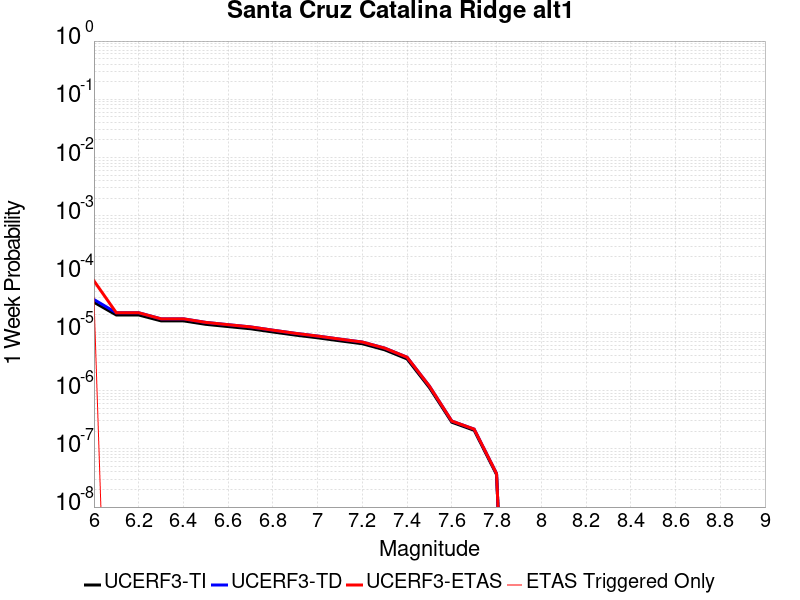 Santa Cruz Catalina Ridge alt1
10^0
10^-1
10^-2
10^-3
10^-4
10^-5
10^-6
10^-7
10^-8
1 Week Probability
6 6.2 6.4 6.6 6.8 7 7.2 7.4 7.6 7.8 8 8.2 8.4 8.6 8.8 9
Magnitude
UCERF3-TI UCERF3-TD UCERF3-ETAS ETAS Triggered Only